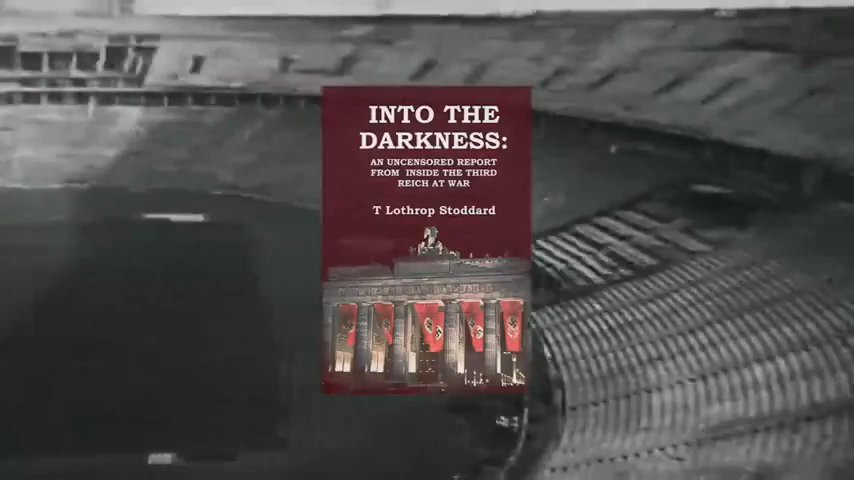 INTO THE
DARKNESS:
AN UNCENSORED REPORT
FROM INSIDE THE THIRD
REICH AT WAR
T Lothrop Stoddard